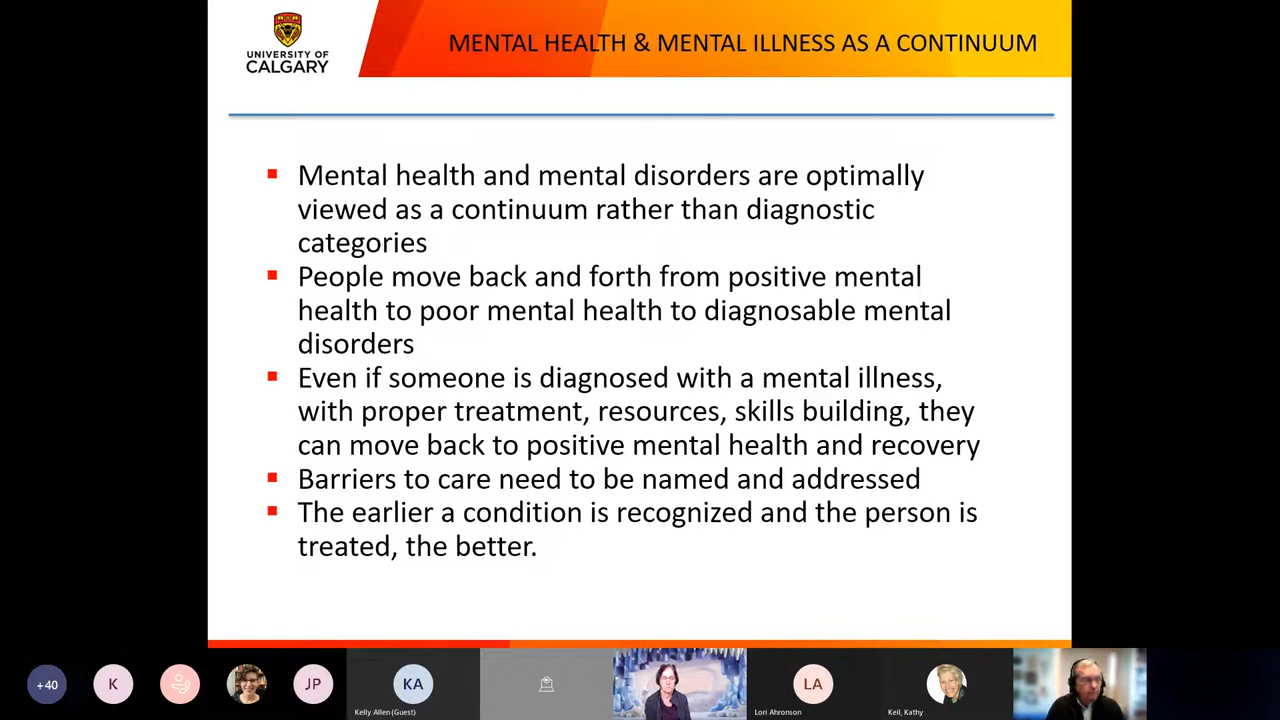 UNIVERSITY OF
CALGARY
MENTAL HEALTH & MENTAL ILLNESS AS A CONTINUUM
Mental health and mental disorders are optimally
viewed as a continuum rather than diagnostic
categories
People move back and forth from positive mental
health to poor mental health to diagnosable mental
disorders
Even if someone is diagnosed with a mental illness,
with proper treatment, resources, skills building, they
can move back to positive mental health and recovery
Barriers to care need to be named and addressed
The earlier a condition is recognized and the person is
treated, the better.
+40
K
JP
KA
Kelly Allen (Guest)
LA
Lori Ahronson
Keil, Kathy